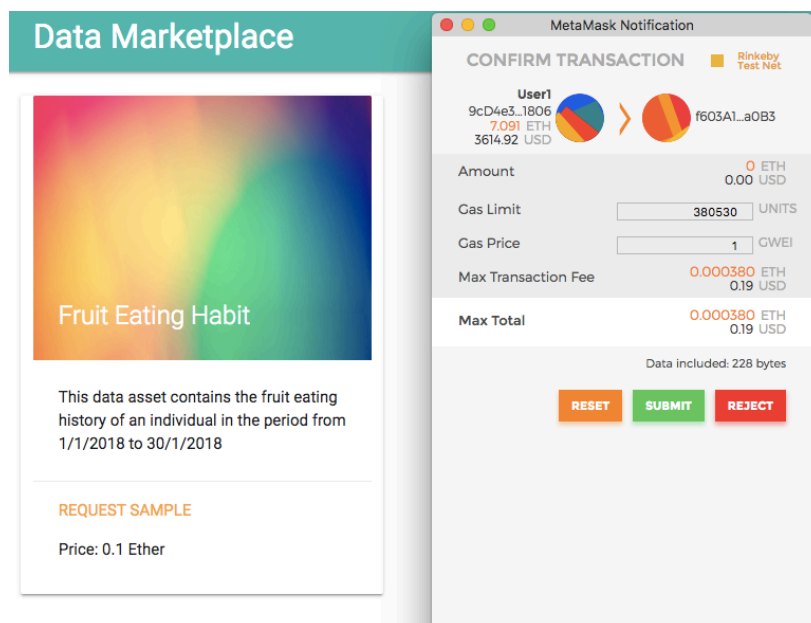 Data Marketplace
Fruit Eating Habit
This data asset contains the fruit eating
history of an individual in the period from
1/1/2018 to 30/1/2018
REQUEST SAMPLE
Price: 0.1 Ether
MetaMask Notification
CONFIRM TRANSACTION
Rinkeby
Test Net
User1
9cD4e3...1806
7.091 ETH
3614.92 USD
f603A1...a0B3
Amount 0 ETH
0.00 USD
Gas Limit 380530 UNITS
Gas Price 1 GWEI
Max Transaction Fee 0.000380 ETH
0.19 USD
Max Total 0.000380 ETH
0.19 USD
Data included: 228 bytes
RESET SUBMIT REJECT